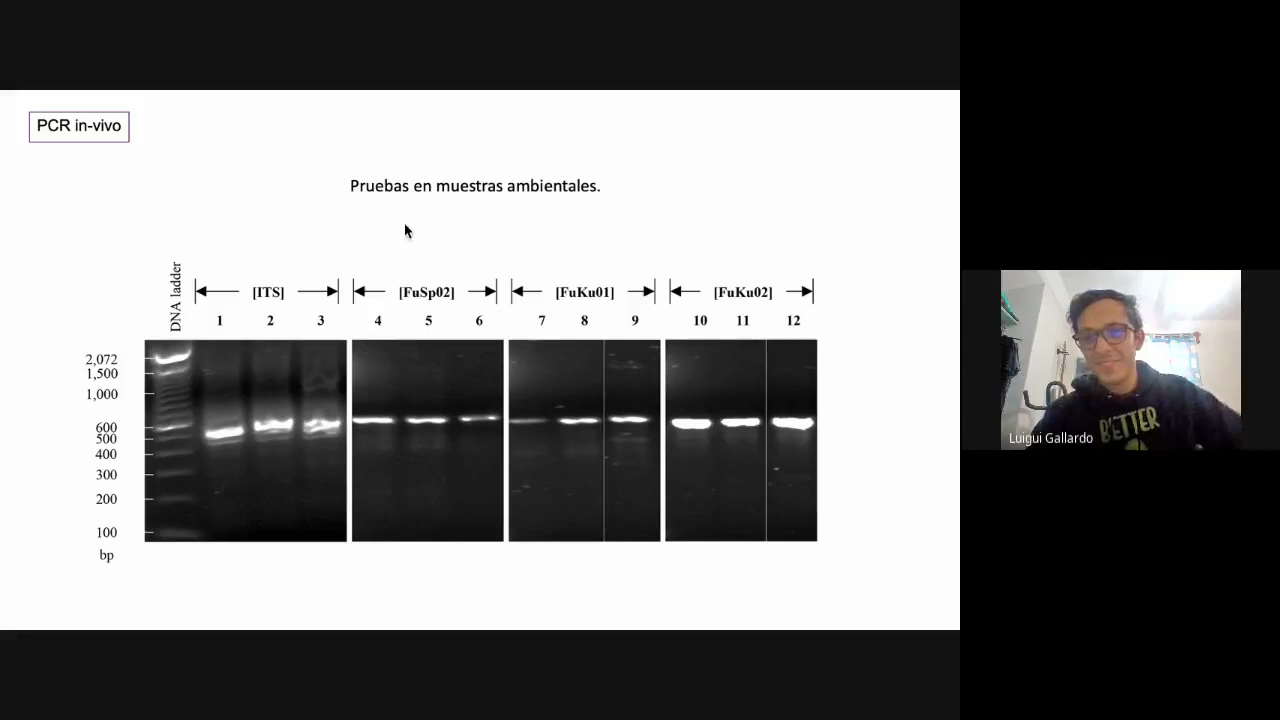 PCR in-vivo
Pruebas en muestras ambientales.
DNA ladder
[ITS] [FuSp02] [FuKu01] [FuKu02]
1 2 3 4 5 6 7 8 9 10 11 12
2,072
1,500
1,000
600
500
400
300
200
100
bp
BETTER
Luigui Gallardo